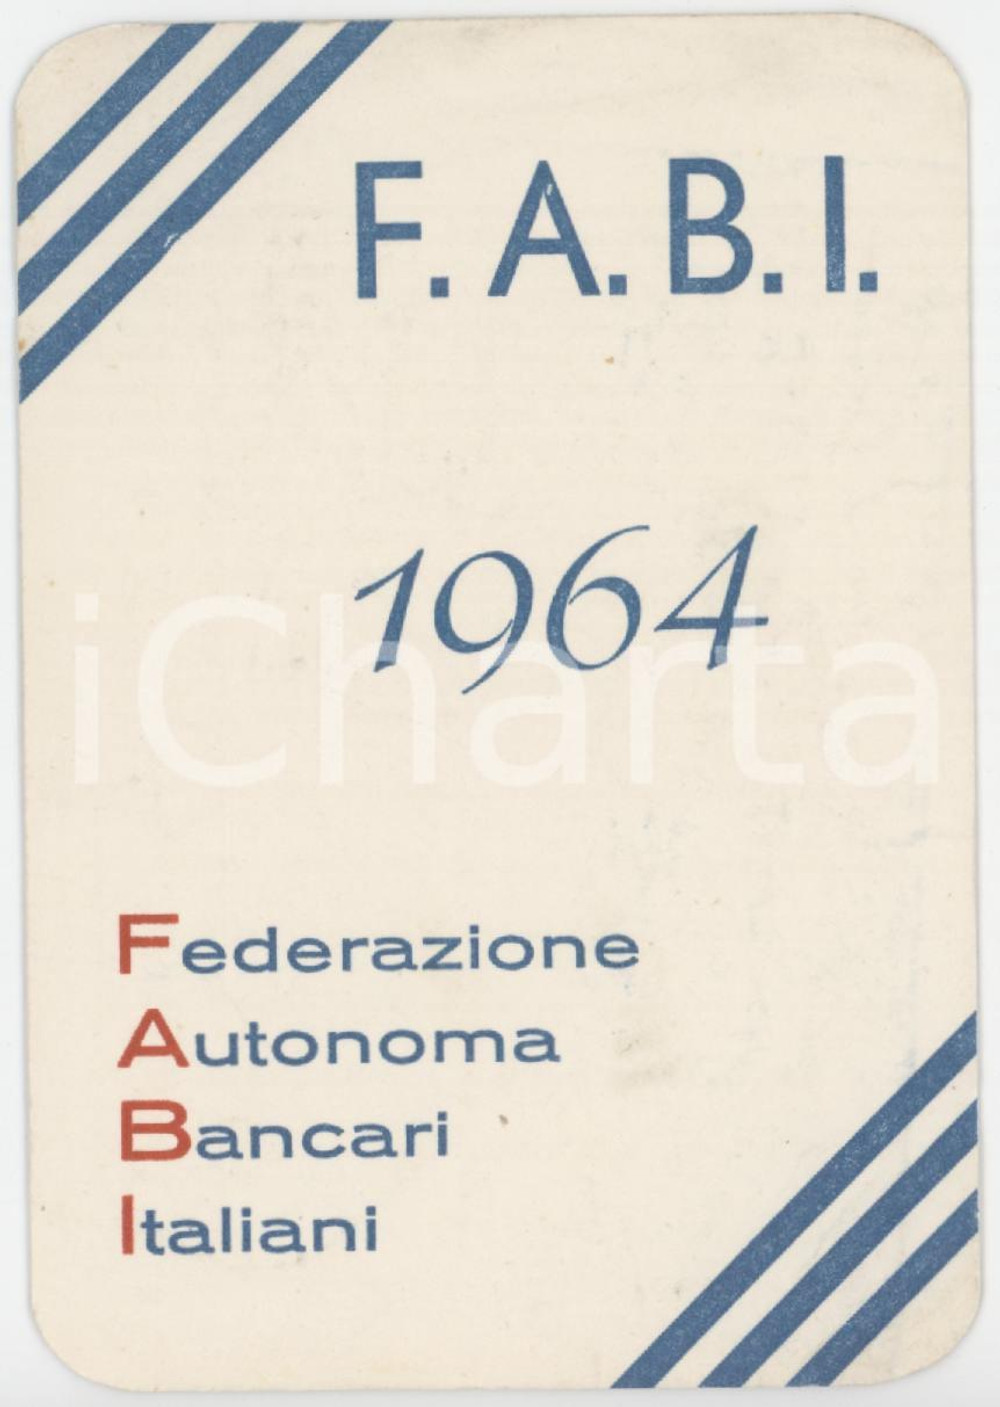 F.A.B.I.
1964
iCharta
Federazione
Autonoma
Bancari
Italiani